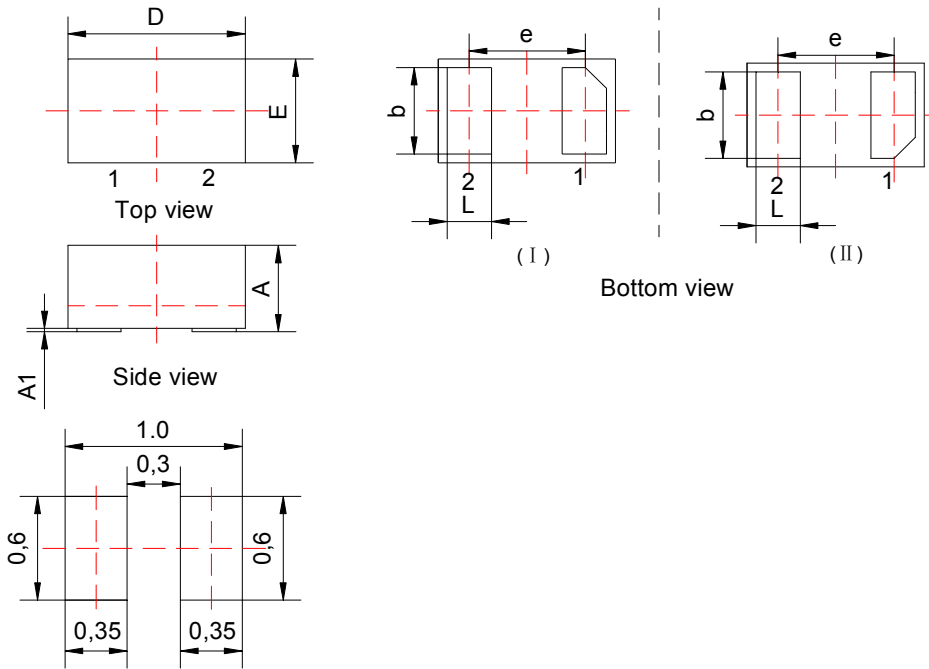 D
E
1 2
Top view
A
A1
Side view
e
b
2 1
L
(Ⅰ)
e
b
2 1
L
(Ⅱ)
Bottom view
1.0
0,3
0,6
0,6
0,35
0,35